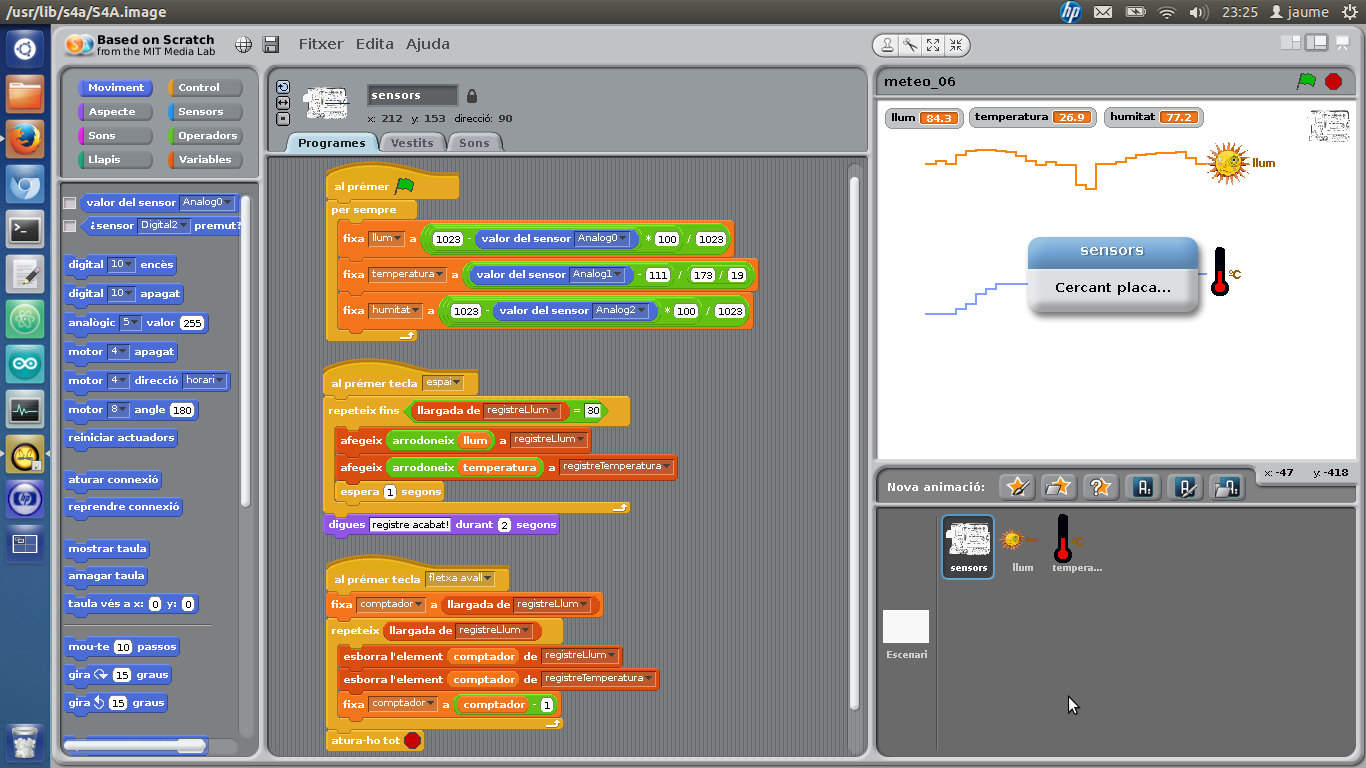 /usr/lib/s4a/S4A.image
23:25 jaume
Based on Scratch
from the MIT Media Lab
Fitxer Edita Ajuda
Moviment Control
Aspecte Sensors
Sons Operadors
Llapis Variables
valor del sensor Analog0
¿sensor Digital2 premut?
digital 10 encès
digital 10 apagat
analògic 5 valor 255
motor 4 apagat
motor 4 direcció horari
motor 8 angle 180
reiniciar actuadors
aturar connexió
reprendre connexió
mostrar taula
amagar taula
taula vés a x: 0 y: 0
mou-te 10 passos
gira 15 graus
gira 15 graus
sensors
x: 212 y: 153 direcció: 90
Programes Vestits Sons
al prémer
per sempre
fixa llum a 1023 - valor del sensor Analog0 * 100 / 1023
fixa temperatura a valor del sensor Analog1 - 111 / 173 / 19
fixa humitat a 1023 - valor del sensor Analog2 * 100 / 1023
al prémer tecla espai
repeteix fins llargada de registreLlum = 30
afegeix arrodoneix llum a registreLlum
afegeix arrodoneix temperatura a registreTemperatura
espera 1 segons
digues registre acabat! durant 2 segons
al prémer tecla fletxa avall
fixa comptador a llargada de registreLlum
repeteix llargada de registreLlum
esborra l'element comptador de registreLlum
esborra l'element comptador de registreTemperatura
fixa comptador a comptador - 1
atura-ho tot
meteo_06
llum 84.3 temperatura 26.9 humitat 77.2
llum
sensors
Cercant placa...
°C
x: -47 y: -418
Nova animació:
sensors llum tempera...
Escenari